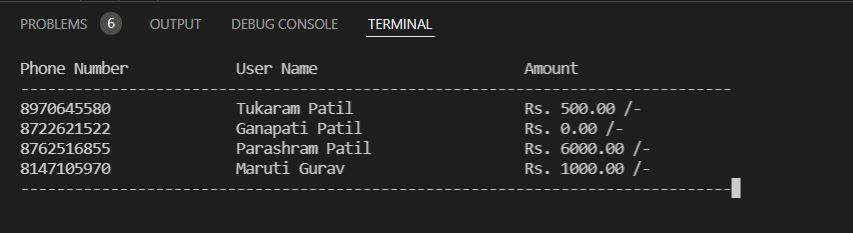 PROBLEMS 6 OUTPUT DEBUG CONSOLE TERMINAL
Phone Number User Name Amount
-------------------------------------------------------------------------------
8970645580 Tukaram Patil Rs. 500.00 /-
8722621522 Ganapati Patil Rs. 0.00 /-
8762516855 Parashram Patil Rs. 6000.00 /-
8147105970 Maruti Gurav Rs. 1000.00 /-
-------------------------------------------------------------------------------